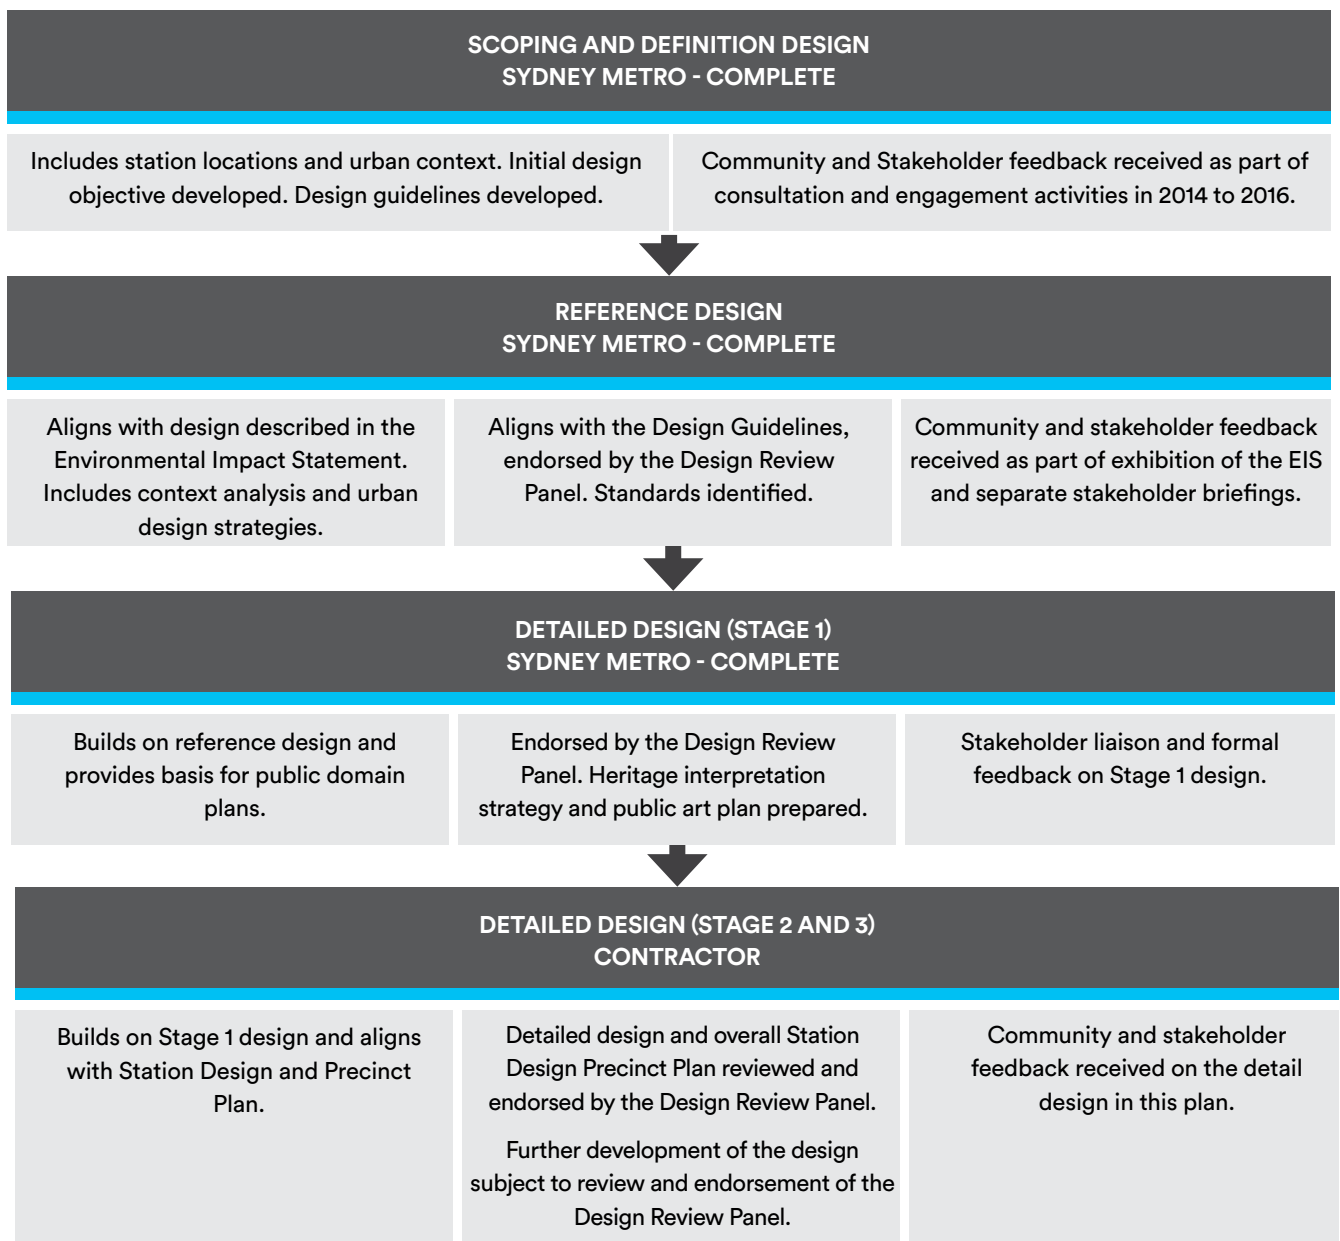 SCOPING AND DEFINITION DESIGN
SYDNEY METRO - COMPLETE
Includes station locations and urban context. Initial design
objective developed. Design guidelines developed.
Community and Stakeholder feedback received as part of
consultation and engagement activities in 2014 to 2016.
REFERENCE DESIGN
SYDNEY METRO - COMPLETE
Aligns with design described in the
Environmental Impact Statement.
Includes context analysis and urban
design strategies.
Aligns with the Design Guidelines,
endorsed by the Design Review
Panel. Standards identified.
Community and stakeholder feedback
received as part of exhibition of the EIS
and separate stakeholder briefings.
DETAILED DESIGN (STAGE 1)
SYDNEY METRO - COMPLETE
Builds on reference design and
provides basis for public domain
plans.
Endorsed by the Design Review
Panel. Heritage interpretation
strategy and public art plan prepared.
Stakeholder liaison and formal
feedback on Stage 1 design.
DETAILED DESIGN (STAGE 2 AND 3)
CONTRACTOR
Builds on Stage 1 design and aligns
with Station Design and Precinct
Plan.
Detailed design and overall Station
Design Precinct Plan reviewed and
endorsed by the Design Review Panel.
Further development of the design
subject to review and endorsement of the
Design Review Panel.
Community and stakeholder
feedback received on the detail
design in this plan.